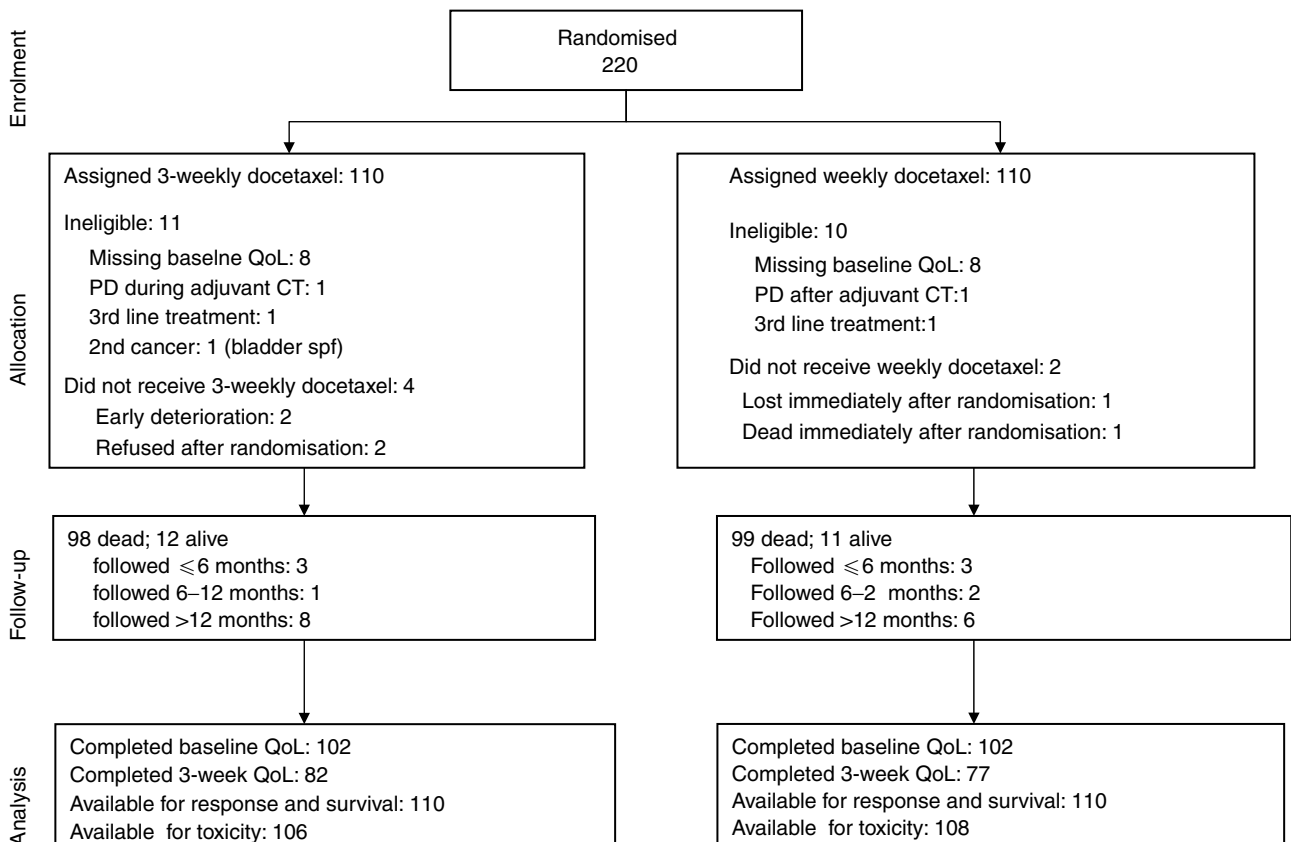 Enrolment
Randomised
220
Allocation
Assigned 3-weekly docetaxel: 110
Ineligible: 11
Missing baselne QoL: 8
PD during adjuvant CT: 1
3rd line treatment: 1
2nd cancer: 1 (bladder spf)
Did not receive 3-weekly docetaxel: 4
Early deterioration: 2
Refused after randomisation: 2
Assigned weekly docetaxel: 110
Ineligible: 10
Missing baseline QoL: 8
PD after adjuvant CT:1
3rd line treatment:1
Did not receive weekly docetaxel: 2
Lost immediately after randomisation: 1
Dead immediately after randomisation: 1
Follow-up
98 dead; 12 alive
followed ⩽6 months: 3
followed 6–12 months: 1
followed >12 months: 8
99 dead; 11 alive
Followed ⩽6 months: 3
Followed 6–2 months: 2
Followed >12 months: 6
Analysis
Completed baseline QoL: 102
Completed 3-week QoL: 82
Available for response and survival: 110
Available for toxicity: 106
Completed baseline QoL: 102
Completed 3-week QoL: 77
Available for response and survival: 110
Available for toxicity: 108